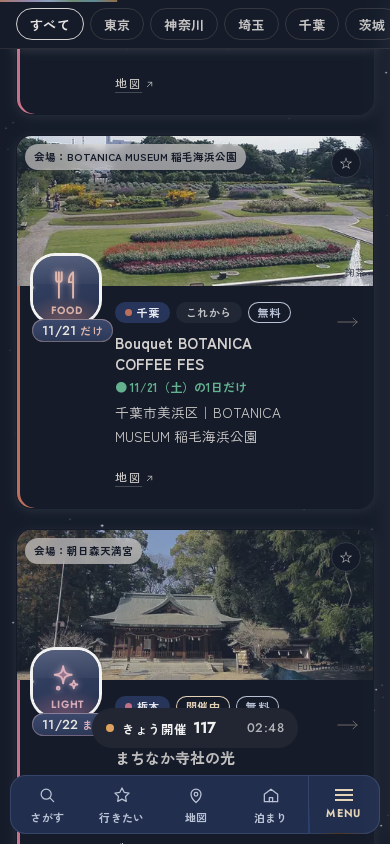 すべて
東京
神奈川
埼玉
千葉
茨城
地図 ↗
会場：BOTANICA MUSEUM 稲毛海浜公園
FOOD
11/21 だけ
千葉
これから
無料
Bouquet BOTANICA
COFFEE FES
11/21（土）の1日だけ
千葉市美浜区｜BOTANICA
MUSEUM 稲毛海浜公園
地図 ↗
会場：朝日森天満宮
LIGHT
11/22 ま
栃木
開催中
無料
きょう開催 117
02:48
まちなか寺社の光
さがす
行きたい
地図
泊まり
MENU